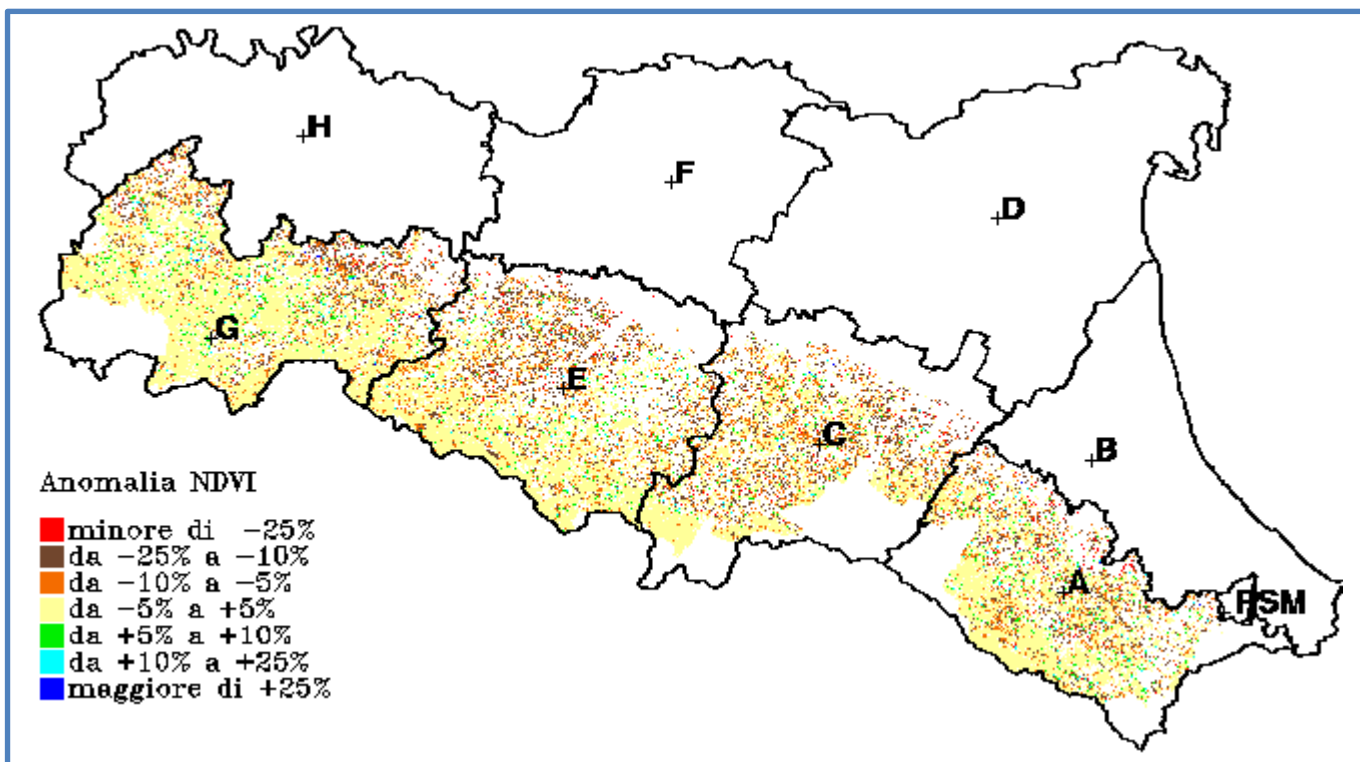 H
F
D
G
E
C
B
A
RSM
Anomalia NDVI
minore di -25%
da -25% a -10%
da -10% a -5%
da -5% a +5%
da +5% a +10%
da +10% a +25%
maggiore di +25%